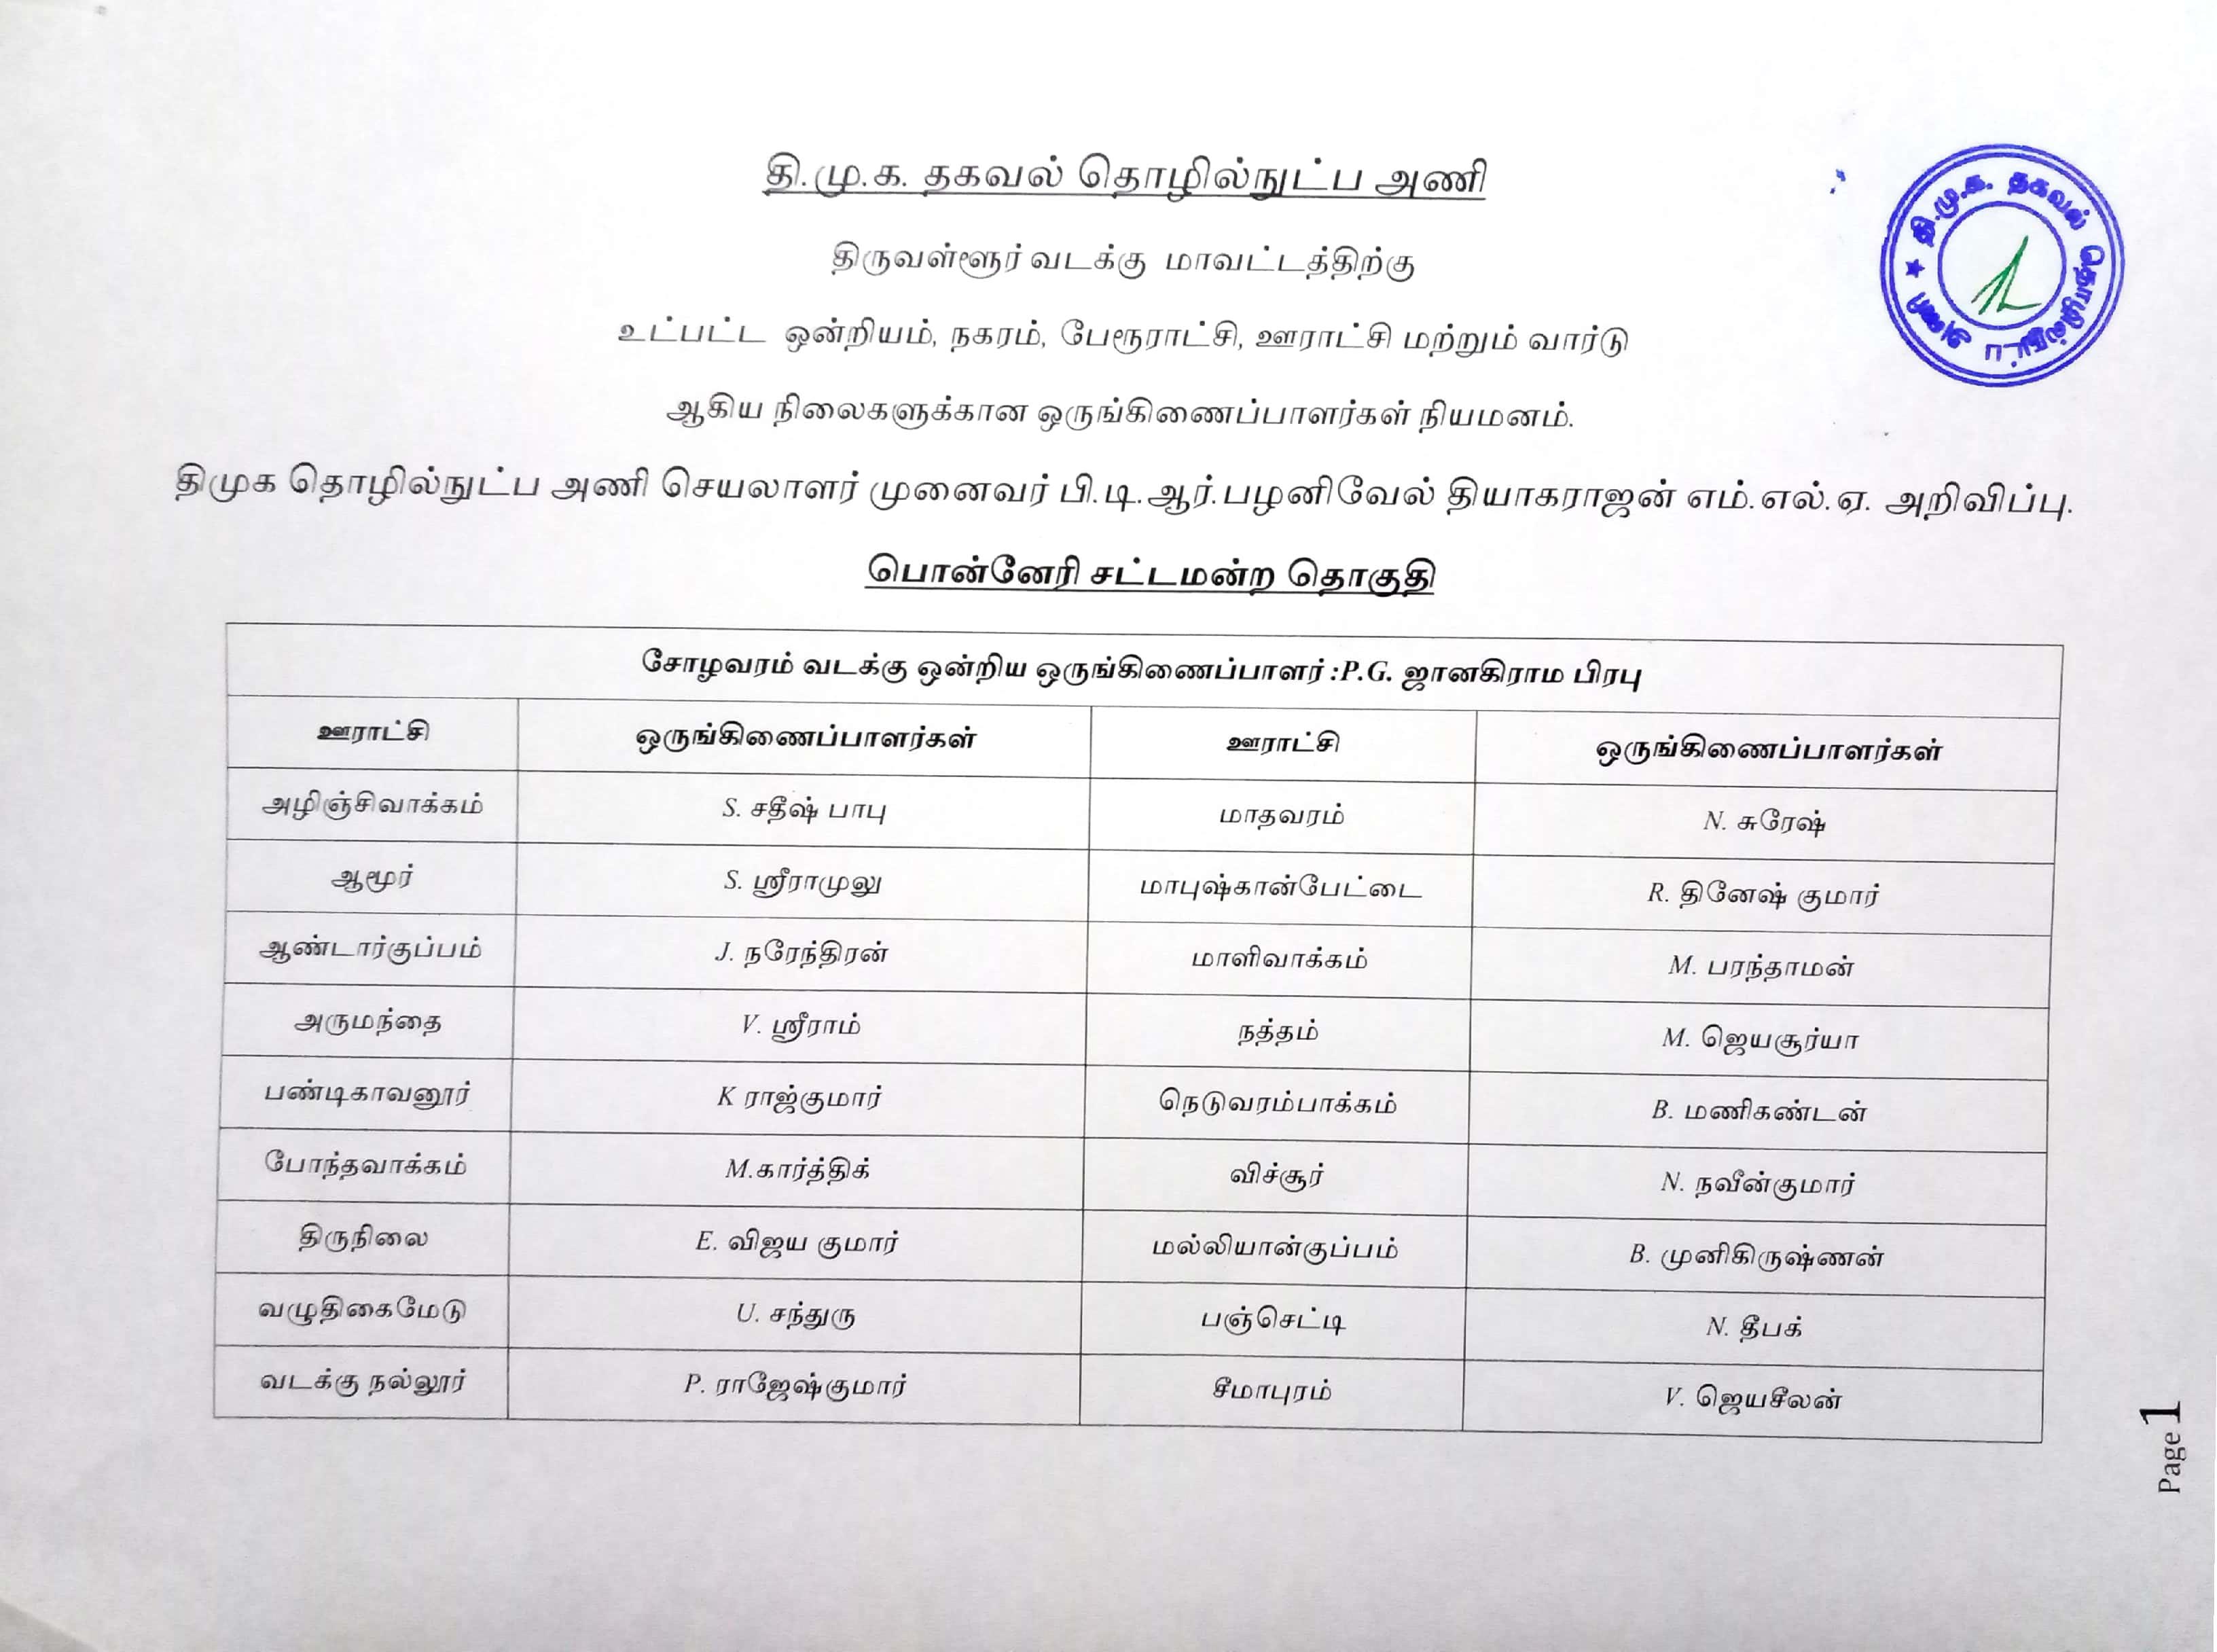 தி.மு.க. தகவல் தொழில்நுட்ப அணி
தி.மு.க. தகவல் தொழில்நுட்ப அணி
திருவள்ளூர் வடக்கு மாவட்டத்திற்கு
உட்பட்ட ஒன்றியம், நகரம், பேரூராட்சி, ஊராட்சி மற்றும் வார்டு
ஆகிய நிலைகளுக்கான ஒருங்கிணைப்பாளர்கள் நியமனம்.
திமுக தொழில்நுட்ப அணி செயலாளர் முனைவர் பி.டி.ஆர்.பழனிவேல் தியாகராஜன் எம்.எல்.ஏ. அறிவிப்பு.
பொன்னேரி சட்டமன்ற தொகுதி
சோழவரம் வடக்கு ஒன்றிய ஒருங்கிணைப்பாளர் :P.G. ஜானகிராம பிரபு
ஊராட்சி ஒருங்கிணைப்பாளர்கள் ஊராட்சி ஒருங்கிணைப்பாளர்கள்
அழிஞ்சிவாக்கம் S. சதீஷ் பாபு மாதவரம் N. சுரேஷ்
ஆமூர் S. ஸ்ரீராமுலு மாபுஷ்கான்பேட்டை R. தினேஷ் குமார்
ஆண்டார்குப்பம் J. நரேந்திரன் மாளிவாக்கம் M. பரந்தாமன்
அருமந்தை V. ஸ்ரீராம் நத்தம் M. ஜெயசூர்யா
பண்டிகாவனூர் K ராஜ்குமார் நெடுவரம்பாக்கம் B. மணிகண்டன்
போந்தவாக்கம் M.கார்த்திக் விச்சூர் N. நவீன்குமார்
திருநிலை E. விஜய குமார் மல்லியான்குப்பம் B. முனிகிருஷ்ணன்
வழுதிகைமேடு U. சந்துரு பஞ்செட்டி N. தீபக்
வடக்கு நல்லூர் P. ராஜேஷ்குமார் சீமாபுரம் V. ஜெயசீலன்
Page 1